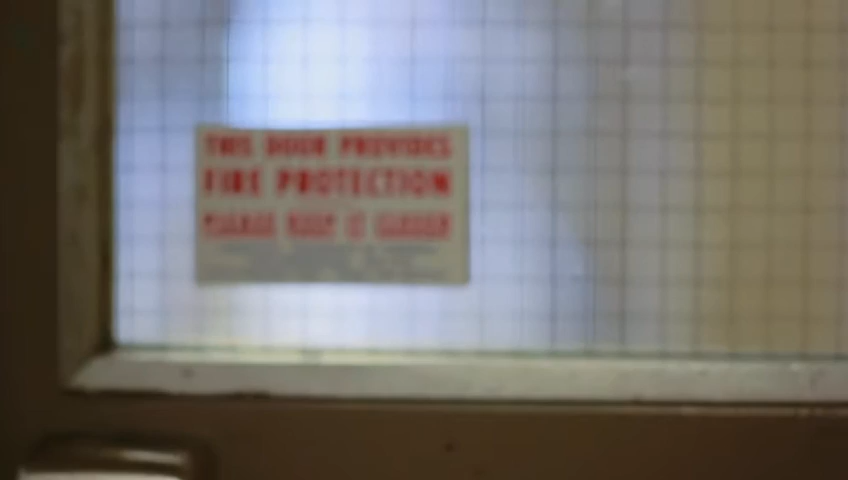 THIS DOOR PROVIDES
FIRE PROTECTION
PLEASE KEEP IT CLOSED